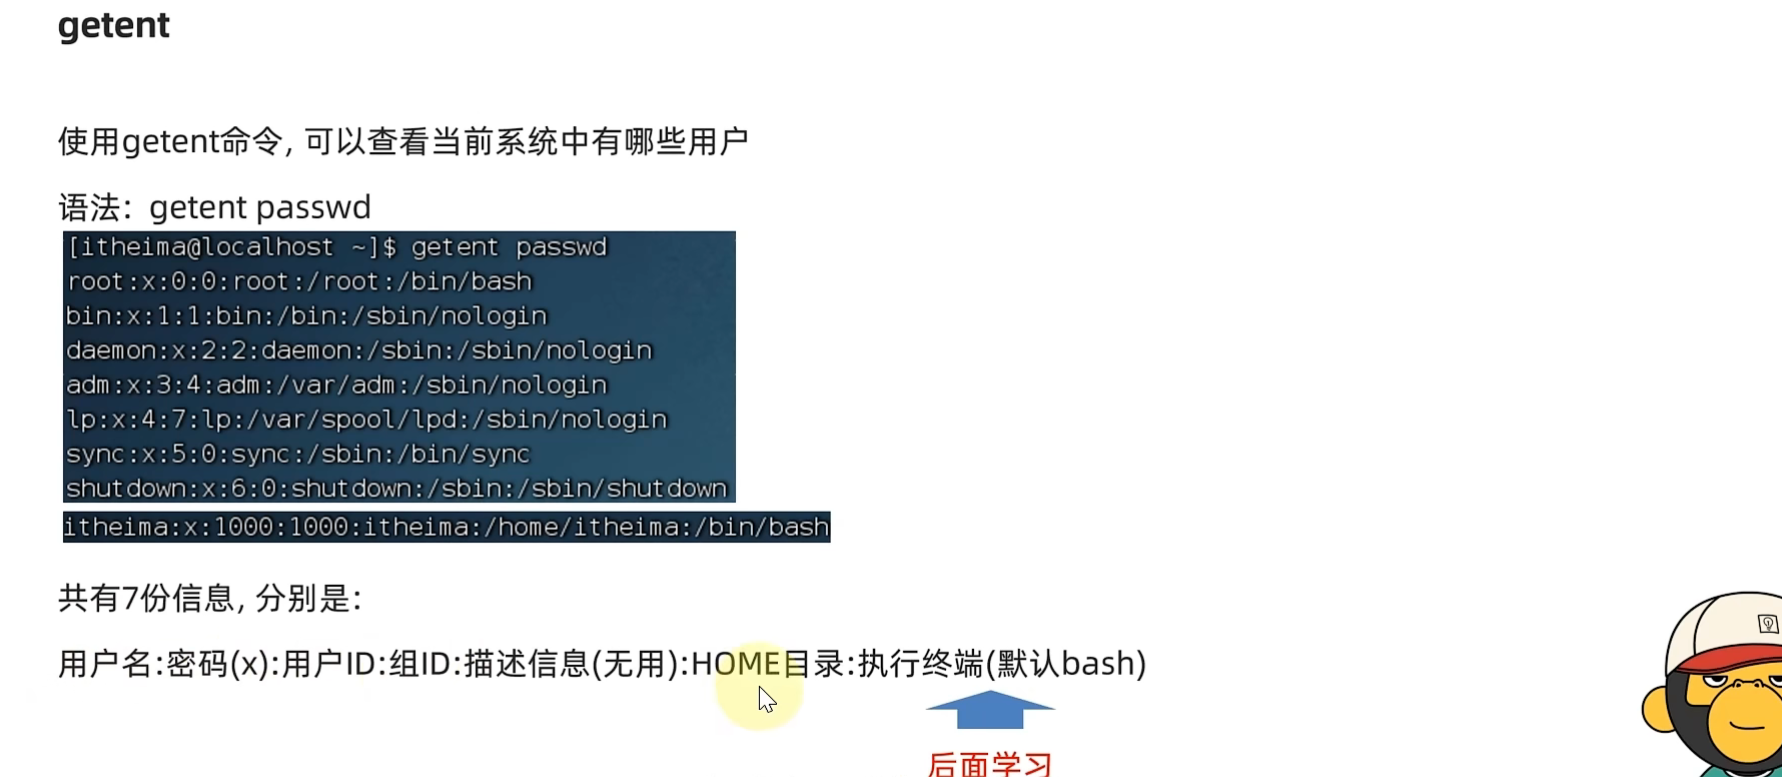 getent
使用getent命令, 可以查看当前系统中有哪些用户
语法：getent passwd
[itheima@localhost ~]$ getent passwd
root:x:0:0:root:/root:/bin/bash
bin:x:1:1:bin:/bin:/sbin/nologin
daemon:x:2:2:daemon:/sbin:/sbin/nologin
adm:x:3:4:adm:/var/adm:/sbin/nologin
lp:x:4:7:lp:/var/spool/lpd:/sbin/nologin
sync:x:5:0:sync:/sbin:/bin/sync
shutdown:x:6:0:shutdown:/sbin:/sbin/shutdown
itheima:x:1000:1000:itheima:/home/itheima:/bin/bash
共有7份信息, 分别是：
用户名:密码(x):用户ID:组ID:描述信息(无用):HOME目录:执行终端(默认bash)
后面学习